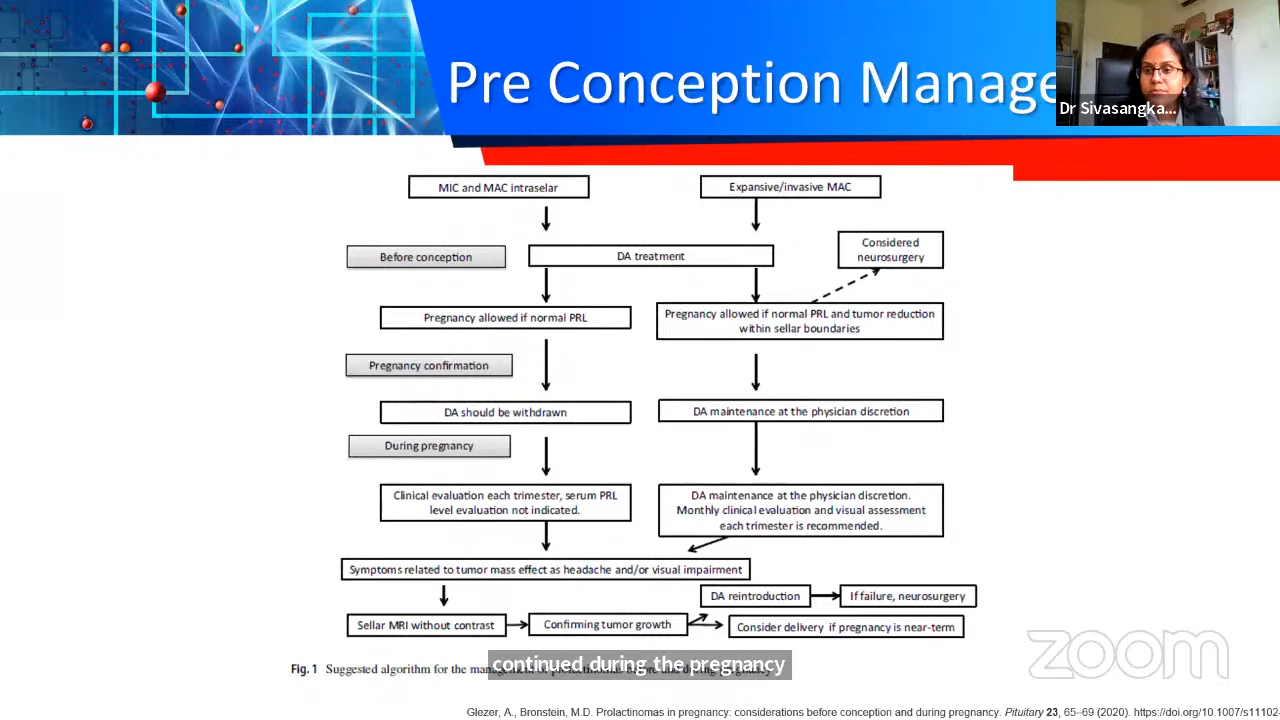 Pre Conception Manage
Dr Sivasangka...
MIC and MAC intraselar
Expansive/invasive MAC
Considered
neurosurgery
Before conception
DA treatment
Pregnancy allowed if normal PRL
Pregnancy allowed if normal PRL and tumor reduction
within sellar boundaries
Pregnancy confirmation
DA should be withdrawn
DA maintenance at the physician discretion
During pregnancy
Clinical evaluation each trimester, serum PRL
level evaluation not indicated.
DA maintenance at the physician discretion.
Monthly clinical evaluation and visual assessment
each trimester is recommended.
Symptoms related to tumor mass effect as headache and/or visual impairment
DA reintroduction
If failure, neurosurgery
Sellar MRI without contrast
Confirming tumor growth
Consider delivery if pregnancy is near-term
zoom
continued during the pregnancy
Fig. 1 Suggested algorithm for the management
Glezer, A., Bronstein, M.D. Prolactinomas in pregnancy: considerations before conception and during pregnancy. Pituitary 23, 65–69 (2020). https://doi.org/10.1007/s11102